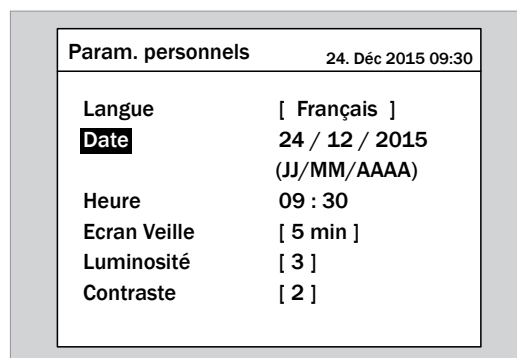 Param. personnels 24. Déc 2015 09:30
Langue [ Français ]
Date 24 / 12 / 2015
(JJ/MM/AAAA)
Heure 09 : 30
Ecran Veille [ 5 min ]
Luminosité [ 3 ]
Contraste [ 2 ]